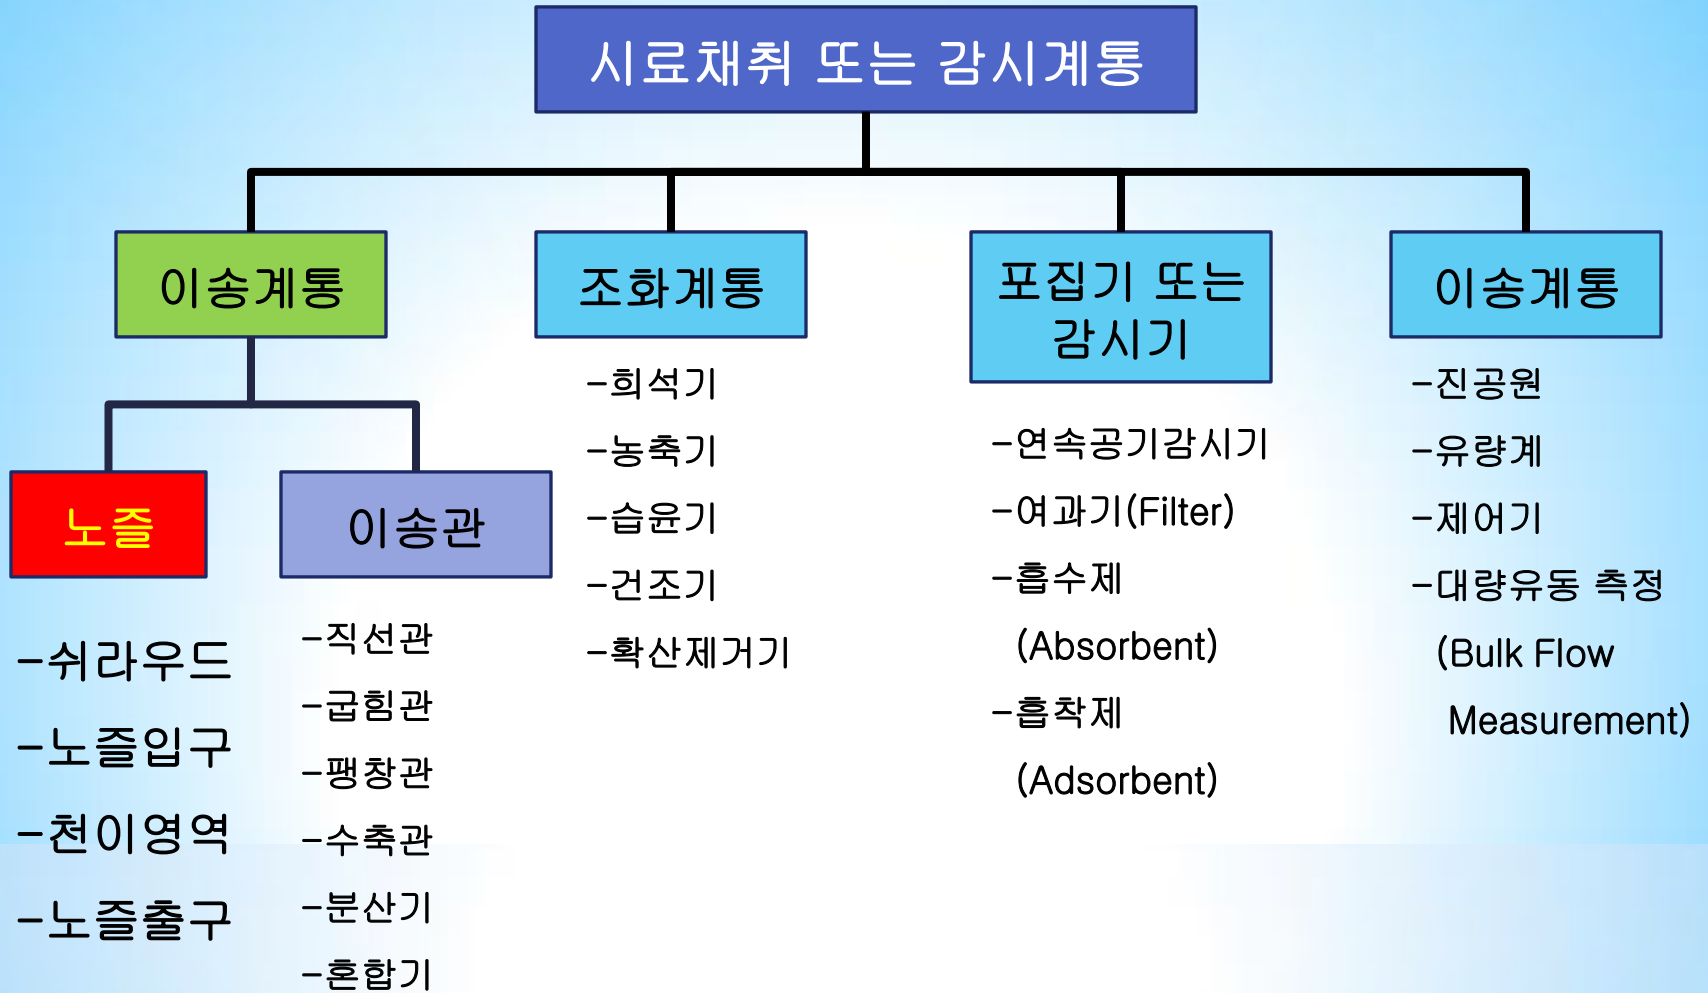 시료채취 또는 감시계통
이송계통
노즐
-쉬라우드
-노즐입구
-천이영역
-노즐출구
이송관
-직선관
-굽힘관
-팽창관
-수축관
-분산기
-혼합기
조화계통
-희석기
-농축기
-습윤기
-건조기
-확산제거기
포집기 또는
감시기
-연속공기감시기
-여과기(Filter)
-흡수제
(Absorbent)
-흡착제
(Adsorbent)
이송계통
-진공원
-유량계
-제어기
-대량유동 측정
(Bulk Flow
Measurement)